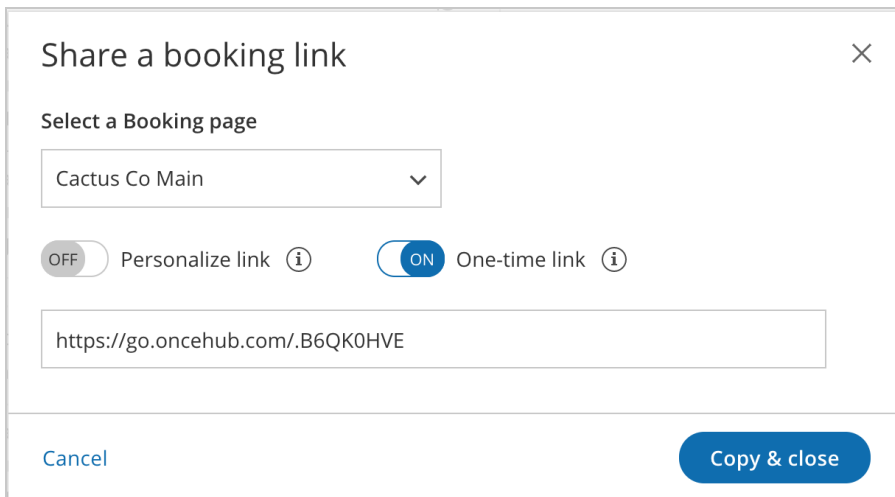 Share a booking link
Select a Booking page
Cactus Co Main
OFF Personalize link ON One-time link
https://go.oncehub.com/.B6QK0HVE
Cancel Copy & close